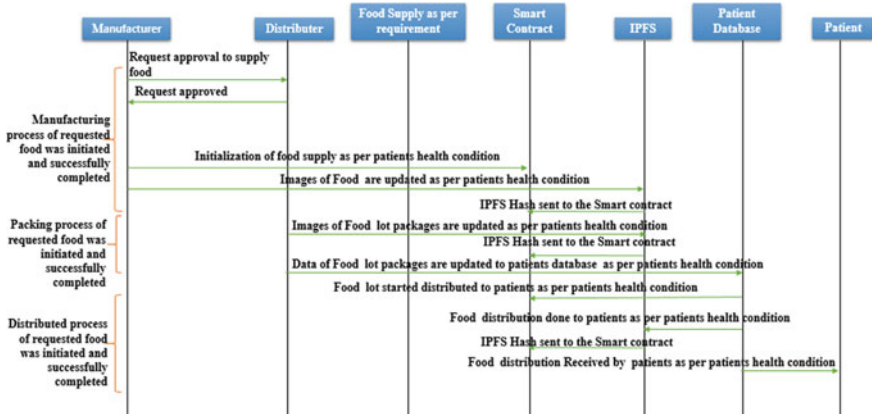 Manufacturer
Distributer
Food Supply as per
requirement
Smart
Contract
IPFS
Patient
Database
Patient
Request approval to supply
food
Request approved
Manufacturing
process of requested
food was initiated
and successfully
completed
Initialization of food supply as per patients health condition
Images of Food are updated as per patients health condition
IPFS Hash sent to the Smart contract
Packing process of
requested food was
initiated and
successfully
completed
Images of Food lot packages are updated as per patients health condition
IPFS Hash sent to the Smart contract
Data of Food lot packages are updated to patients database as per patients health condition
Food lot started distributed to patients as per patients health condition
Distributed process
of requested food
was initiated and
successfully
completed
Food distribution done to patients as per patients health condition
IPFS Hash sent to the Smart contract
Food distribution Received by patients as per patients health condition